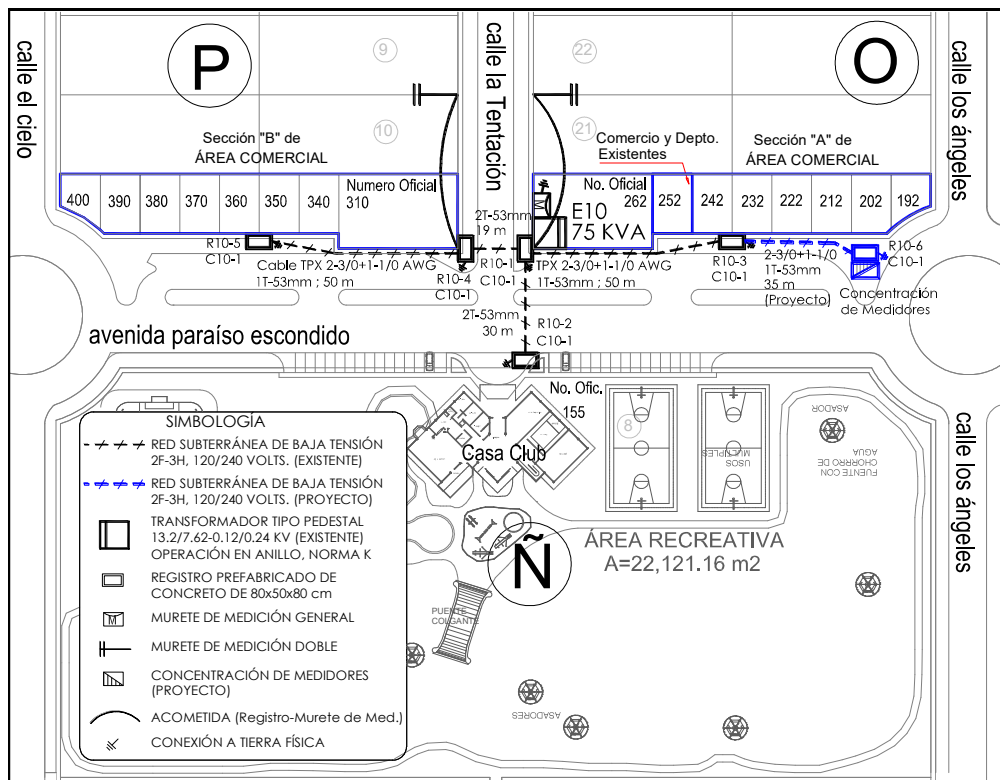 calle el cielo
P
9
10
Sección "B" de
ÁREA COMERCIAL
400
390
380
370
360
350
340
Numero Oficial
310
calle la Tentación
22
21
O
calle los ángeles
Comercio y Depto.
Existentes
Sección "A" de
ÁREA COMERCIAL
No. Oficial
262
252
242
232
222
212
202
192
M
E10
75 KVA
2T-53mm
19 m
R10-5
C10-1
Cable TPX 2-3/0+1-1/0 AWG
1T-53mm ; 50 m
R10-4
C10-1
R10-1
C10-1
TPX 2-3/0+1-1/0 AWG
1T-53mm ; 50 m
R10-3
C10-1
2-3/0+1-1/0
1T-53mm
35 m
(Proyecto)
R10-6
C10-1
Concentración
de Medidores
2T-53mm
30 m
R10-2
C10-1
avenida paraíso escondido
No. Ofic.
155
Casa Club
8
USOS
MULTIPLES
ASADOR
FUENTE CON
CHORRRO DE
AGUA
calle los ángeles
ÁREA RECREATIVA
A=22,121.16 m2
Ñ
PUENTE
COLGANTE
ASADORES
SIMBOLOGÍA
RED SUBTERRÁNEA DE BAJA TENSIÓN
2F-3H, 120/240 VOLTS. (EXISTENTE)
RED SUBTERRÁNEA DE BAJA TENSIÓN
2F-3H, 120/240 VOLTS. (PROYECTO)
TRANSFORMADOR TIPO PEDESTAL
13.2/7.62-0.12/0.24 KV (EXISTENTE)
OPERACIÓN EN ANILLO, NORMA K
REGISTRO PREFABRICADO DE
CONCRETO DE 80x50x80 cm
M
MURETE DE MEDICIÓN GENERAL
MURETE DE MEDICIÓN DOBLE
CONCENTRACIÓN DE MEDIDORES
(PROYECTO)
ACOMETIDA (Registro-Murete de Med.)
CONEXIÓN A TIERRA FÍSICA